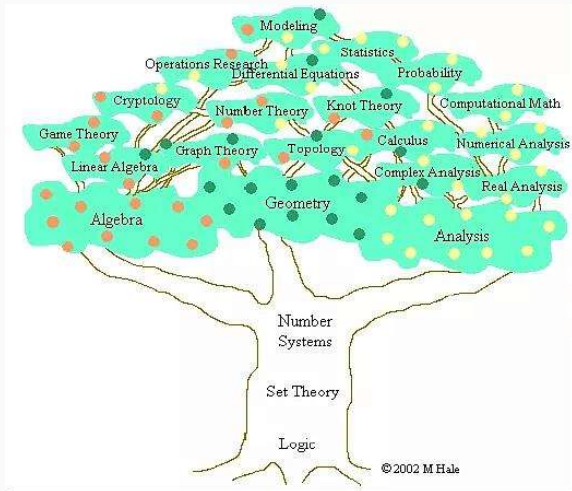 Modeling
Statistics
Operations Research
Differential Equations
Probability
Cryptology
Number Theory
Knot Theory
Computational Math
Game Theory
Linear Algebra
Graph Theory
Topology
Calculus
Numerical Analysis
Complex Analysis
Real Analysis
Algebra
Geometry
Analysis
Number
Systems
Set Theory
Logic
©2002 M Hale